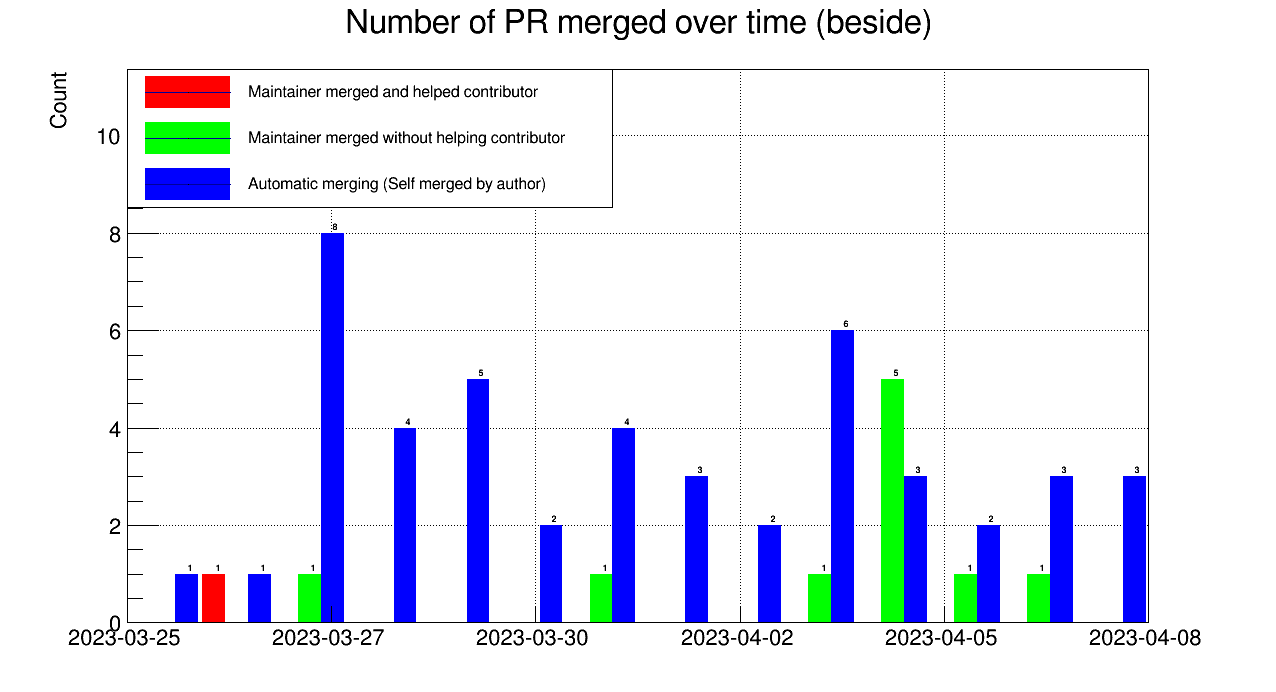 Number of PR merged over time (beside)
Count
Maintainer merged and helped contributor
Maintainer merged without helping contributor
Automatic merging (Self merged by author)
10
8
6
4
2
0
1 1 1 1 8 4 5 2 1 4 3 2 1 6 5 3 1 2 1 3 3
2023-03-25 2023-03-27 2023-03-30 2023-04-02 2023-04-05 2023-04-08